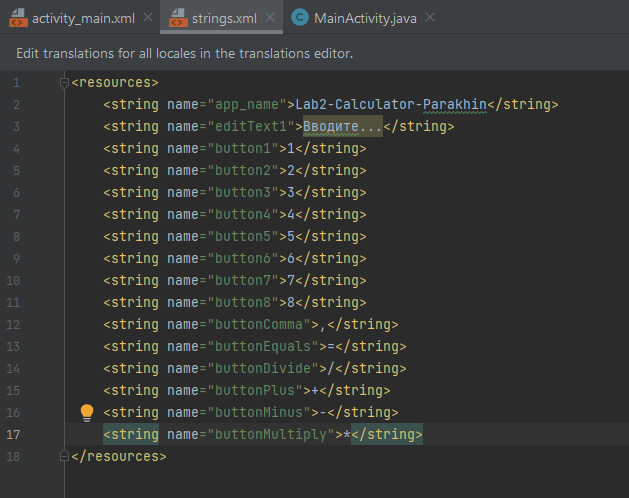 activity_main.xml strings.xml MainActivity.java
Edit translations for all locales in the translations editor.
1 <resources>
2 <string name="app_name">Lab2-Calculator-Parakhin</string>
3 <string name="editText1">Вводите...</string>
4 <string name="button1">1</string>
5 <string name="button2">2</string>
6 <string name="button3">3</string>
7 <string name="button4">4</string>
8 <string name="button5">5</string>
9 <string name="button6">6</string>
10 <string name="button7">7</string>
11 <string name="button8">8</string>
12 <string name="buttonComma">,</string>
13 <string name="buttonEquals">=</string>
14 <string name="buttonDivide">/</string>
15 <string name="buttonPlus">+</string>
16 <string name="buttonMinus">-</string>
17 <string name="buttonMultiply">*</string>
18 </resources>